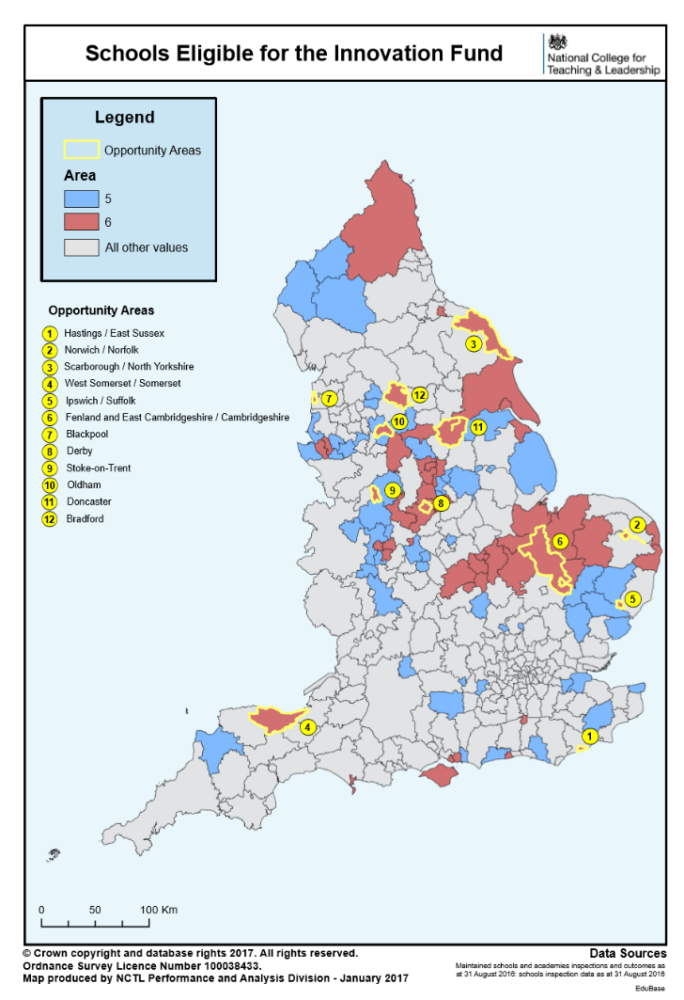 Schools Eligible for the Innovation Fund
National College for
Teaching & Leadership
Legend
Opportunity Areas
Area
5
6
All other values
Opportunity Areas
1 Hastings / East Sussex
2 Norwich / Norfolk
3 Scarborough / North Yorkshire
4 West Somerset / Somerset
5 Ipswich / Suffolk
6 Fenland and East Cambridgeshire / Cambridgeshire
7 Blackpool
8 Derby
9 Stoke-on-Trent
10 Oldham
11 Doncaster
12 Bradford
3
7
12
10
11
9
8
2
6
5
4
1
0 50 100 Km
© Crown copyright and database rights 2017. All rights reserved.
Ordnance Survey Licence Number 100038433.
Map produced by NCTL Performance and Analysis Division - January 2017
Data Sources
Maintained schools and academies inspections and outcomes as
at 31 August 2016: schools inspection data as at 31 August 2016
EduBase